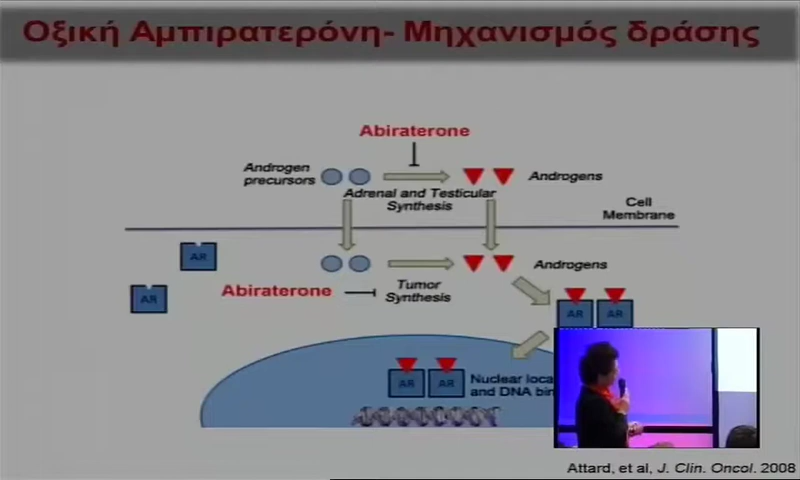 Οξική Αμπιρατερόνη- Μηχανισμός δράσης
Abiraterone
Androgen
precursors
Androgens
Adrenal and Testicular
Synthesis
Cell
Membrane
AR
AR
Androgens
Abiraterone
Tumor
Synthesis
AR
AR
AR
AR
Nuclear loca
and DNA bin
Attard, et al, J. Clin. Oncol. 2008